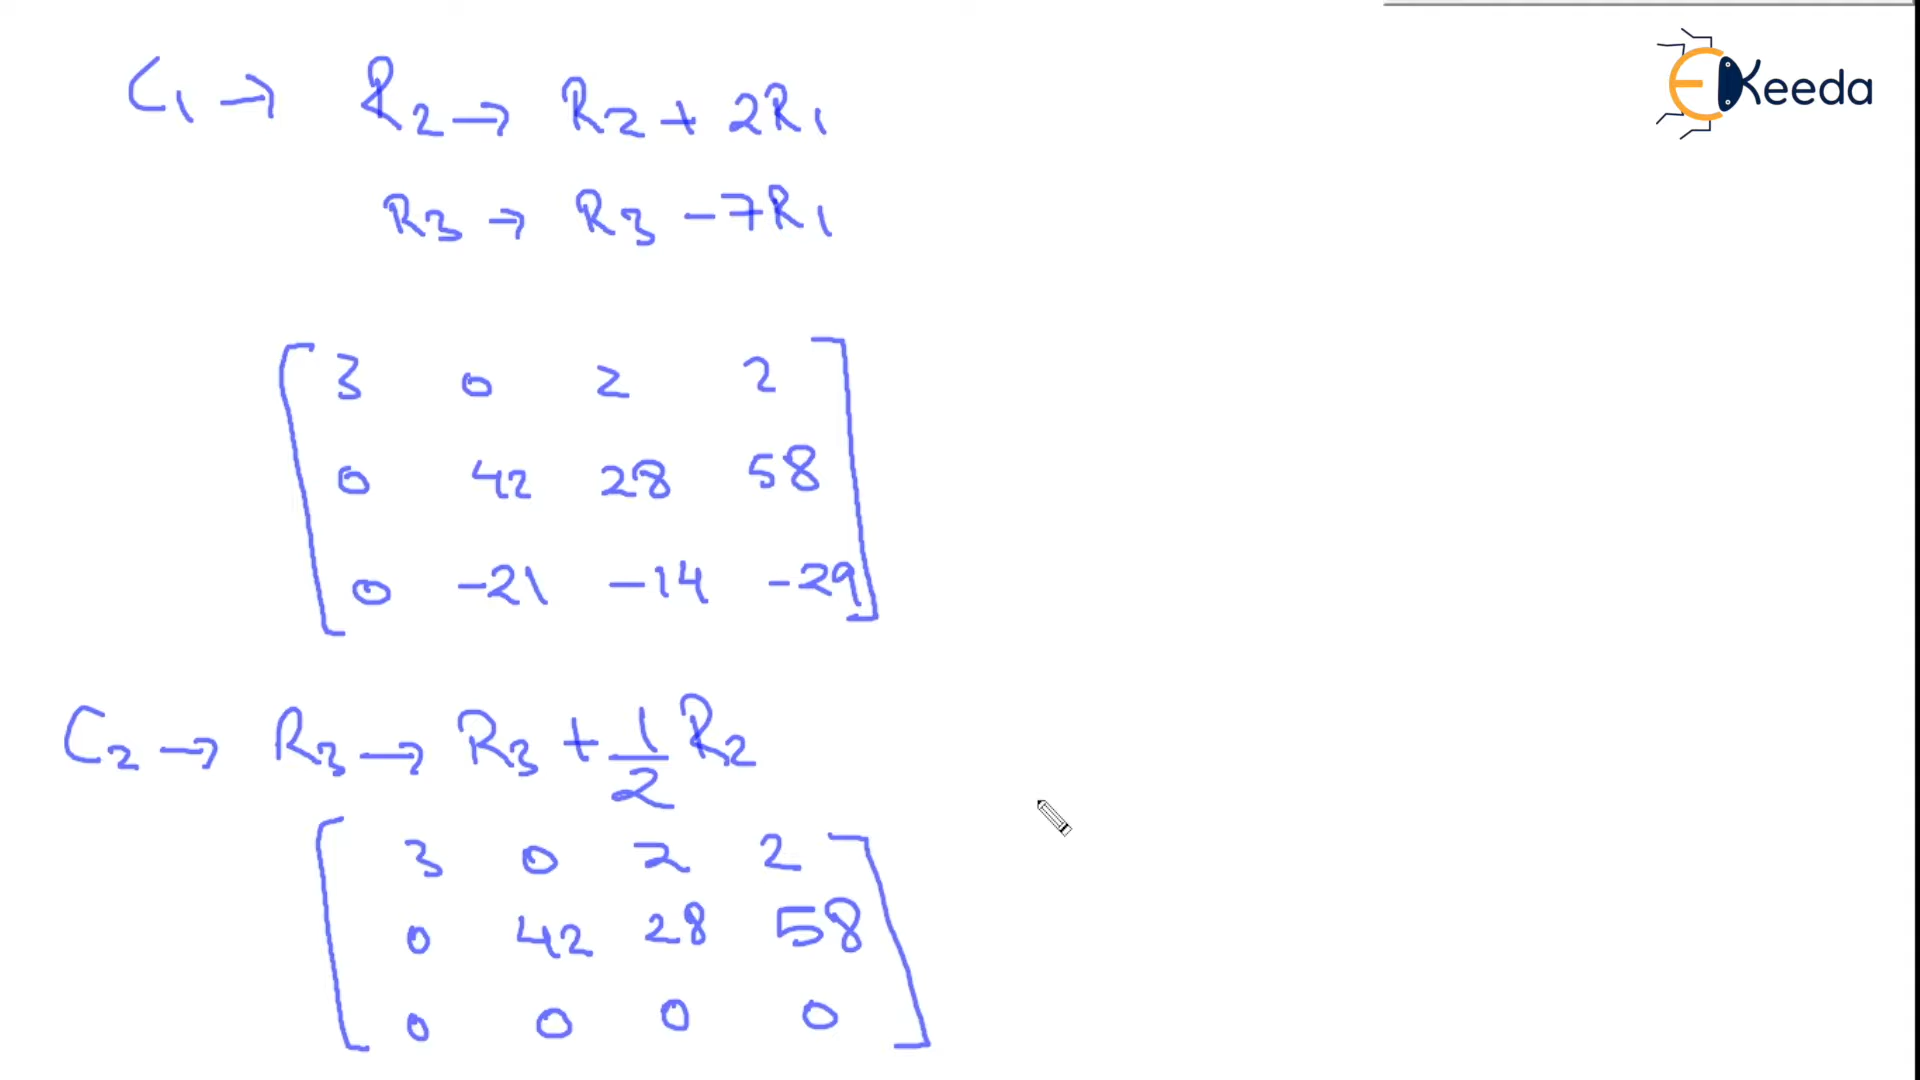 EKeeda
C₁ → R₂ → R₂ + 2R₁
R₃ → R₃ - 7R₁
3 0 2 2
0 42 28 58
0 -21 -14 -29
C₂ → R₃ → R₃ + 1/2 R₂
3 0 2 2
0 42 28 58
0 0 0 0